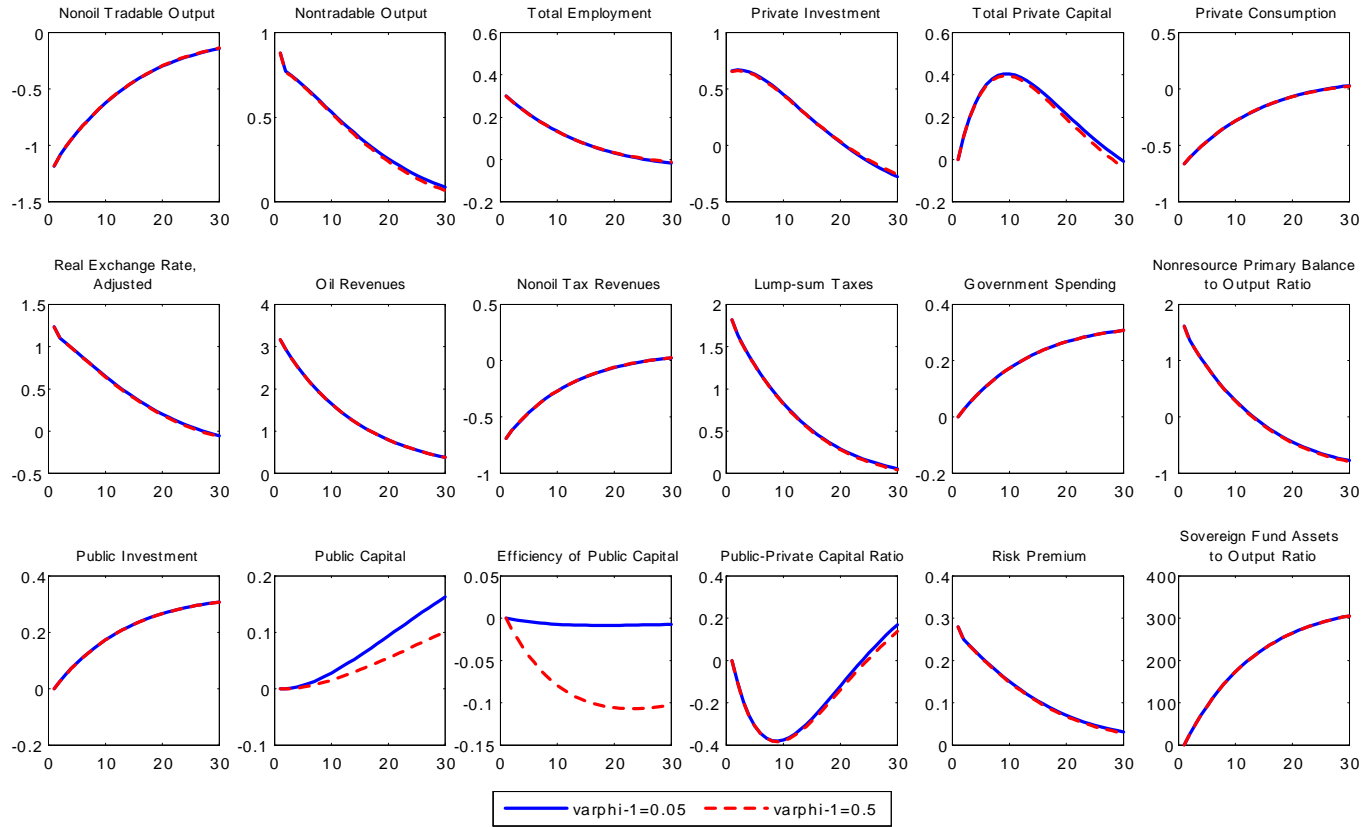 Nonoil Tradable Output
0
-0.5
-1
-1.5
0 10 20 30
Nontradable Output
1
0.5
0
0 10 20 30
Total Employment
0.6
0.4
0.2
0
-0.2
0 10 20 30
Private Investment
1
0.5
0
-0.5
0 10 20 30
Total Private Capital
0.6
0.4
0.2
0
-0.2
0 10 20 30
Private Consumption
0.5
0
-0.5
-1
0 10 20 30
Real Exchange Rate,
Adjusted
1.5
1
0.5
0
-0.5
0 10 20 30
Oil Revenues
4
3
2
1
0
0 10 20 30
Nonoil Tax Revenues
0.5
0
-0.5
-1
0 10 20 30
Lump-sum Taxes
2
1.5
1
0.5
0
0 10 20 30
Government Spending
0.4
0.2
0
-0.2
0 10 20 30
Nonresource Primary Balance
to Output Ratio
2
1
0
-1
0 10 20 30
Public Investment
0.4
0.2
0
-0.2
0 10 20 30
Public Capital
0.2
0.1
0
-0.1
0 10 20 30
Efficiency of Public Capital
0.05
0
-0.05
-0.1
-0.15
0 10 20 30
Public-Private Capital Ratio
0.4
0.2
0
-0.2
-0.4
0 10 20 30
Risk Premium
0.4
0.3
0.2
0.1
0
0 10 20 30
Sovereign Fund Assets
to Output Ratio
400
300
200
100
0
0 10 20 30
varphi-1=0.05 varphi-1=0.5